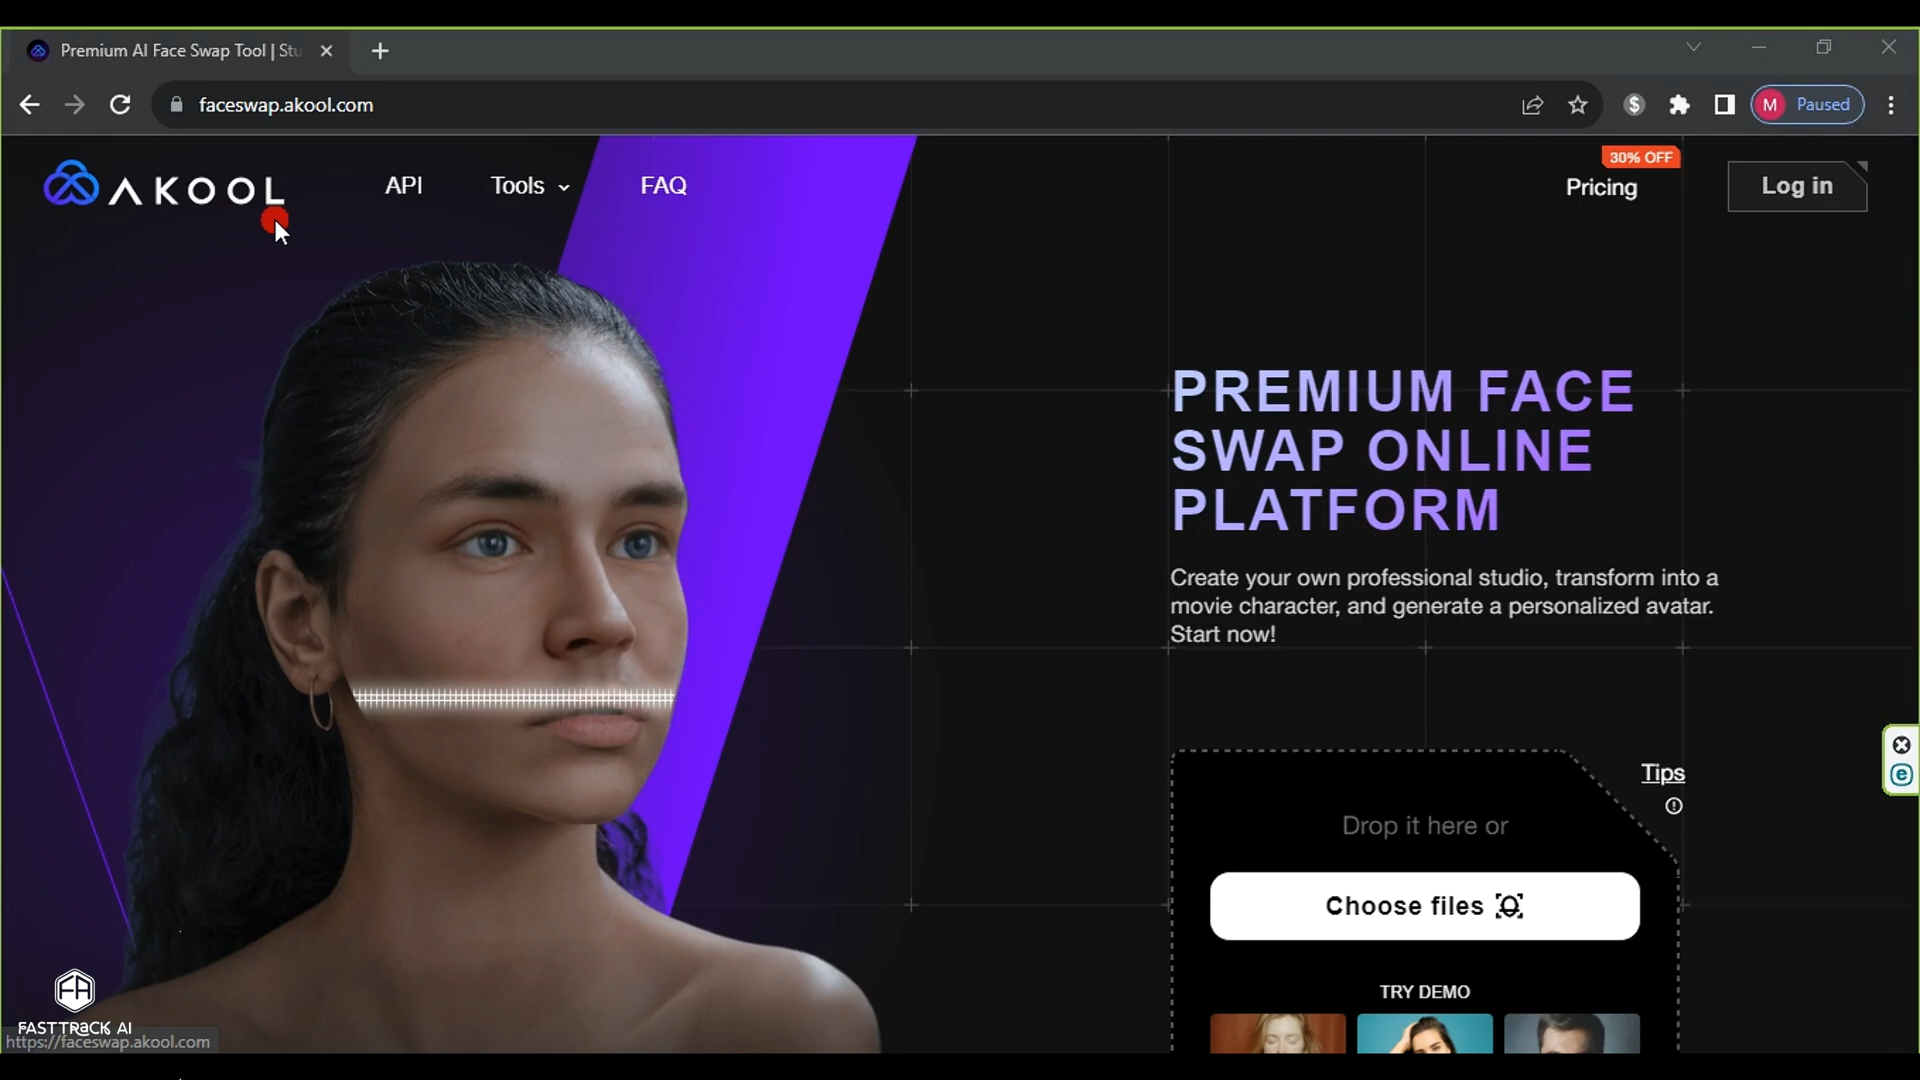 Premium AI Face Swap Tool | Stu
faceswap.akool.com
M Paused
AKOOL
API
Tools
FAQ
30% OFF
Pricing
Log in
PREMIUM FACE
SWAP ONLINE
PLATFORM
Create your own professional studio, transform into a
movie character, and generate a personalized avatar.
Start now!
Tips
Drop it here or
Choose files
TRY DEMO
FA
FASTTRACK AI
https://faceswap.akool.com